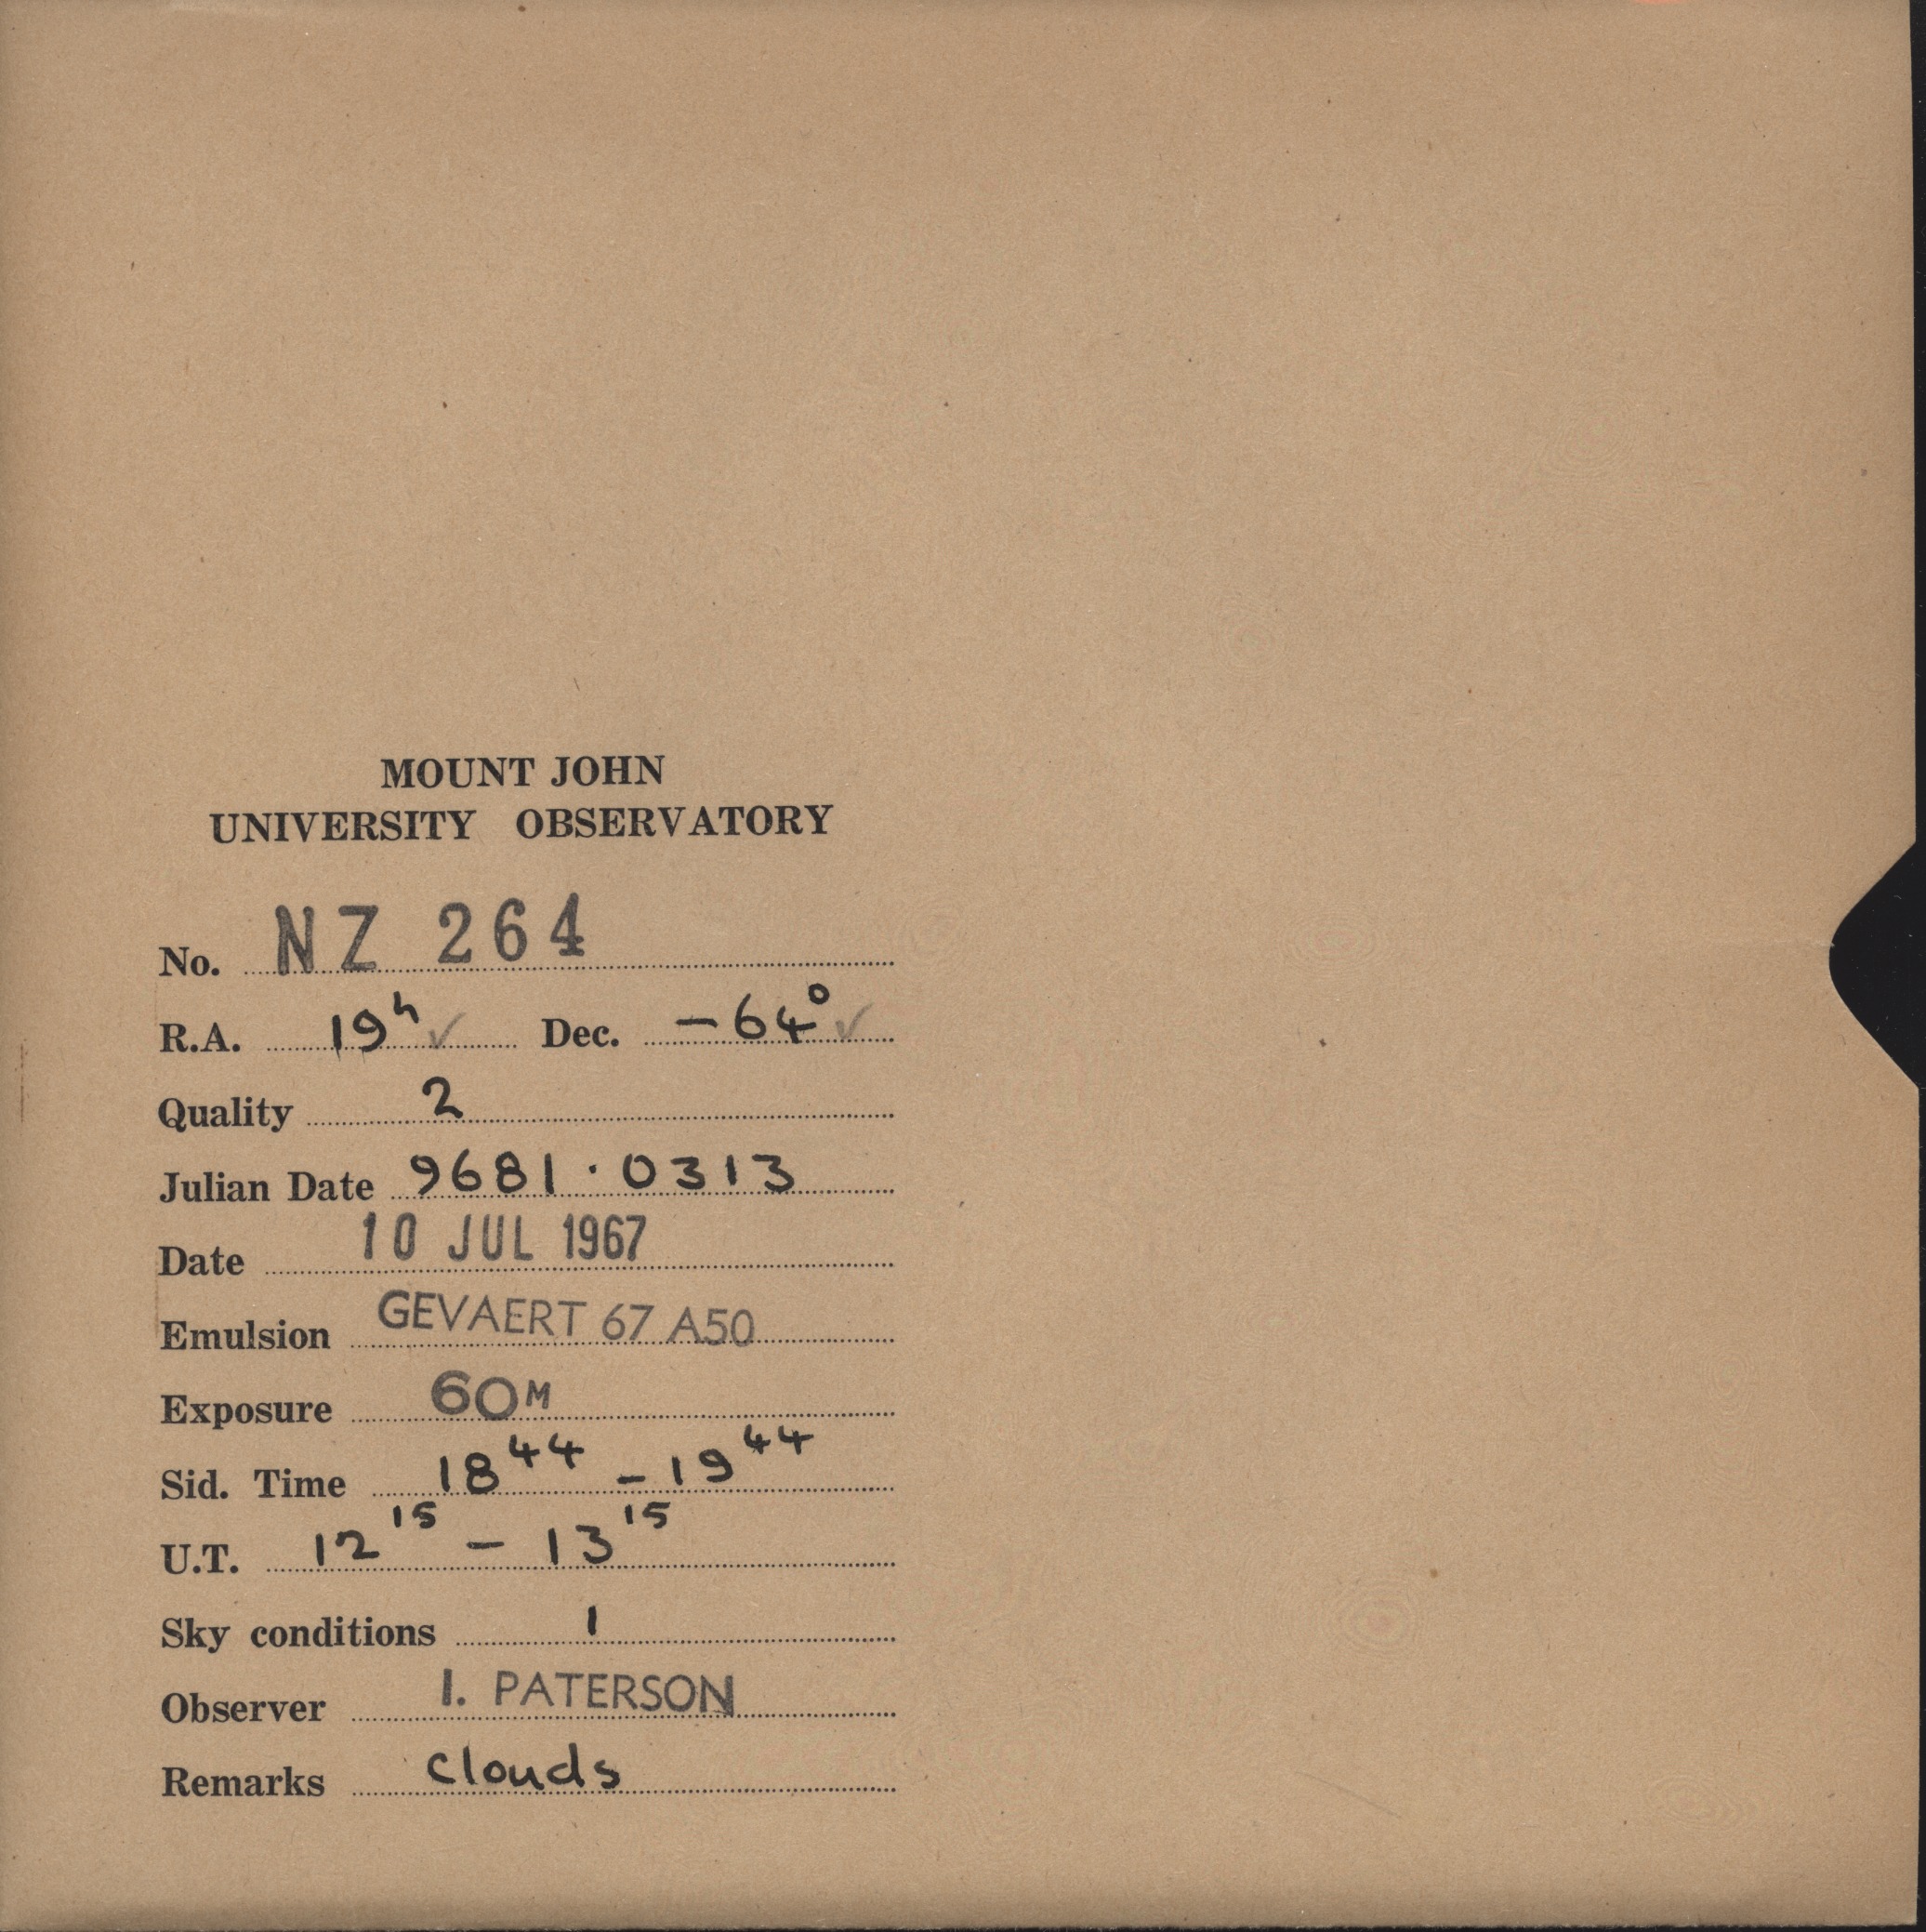 MOUNT JOHN
UNIVERSITY OBSERVATORY
No. NZ 264
R.A. 19h ✓ Dec. -64° ✓
Quality 2
Julian Date 9681·0313
Date 10 JUL 1967
Emulsion GEVAERT 67 A50
Exposure 60M
Sid. Time 18 44 - 19 44
U.T. 12 15 - 13 15
Sky conditions 1
Observer I. PATERSON
Remarks clouds